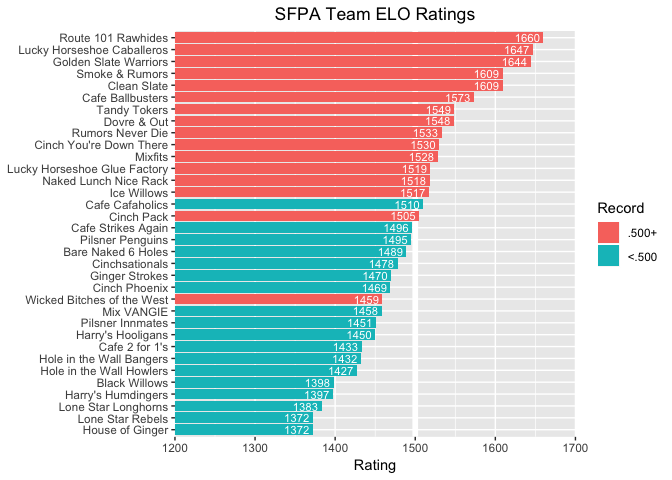 SFPA Team ELO Ratings
Route 101 Rawhides 1660
Lucky Horseshoe Caballeros 1647
Golden Slate Warriors 1644
Smoke & Rumors 1609
Clean Slate 1609
Cafe Ballbusters 1573
Tandy Tokers 1549
Dovre & Out 1548
Rumors Never Die 1533
Cinch You're Down There 1530
Mixfits 1528
Lucky Horseshoe Glue Factory 1519
Naked Lunch Nice Rack 1518
Ice Willows 1517
Cafe Cafaholics 1510
Cinch Pack 1505
Cafe Strikes Again 1496
Pilsner Penguins 1495
Bare Naked 6 Holes 1489
Cinchsationals 1478
Ginger Strokes 1470
Cinch Phoenix 1469
Wicked Bitches of the West 1459
Mix VANGIE 1458
Pilsner Innmates 1451
Harry's Hooligans 1450
Cafe 2 for 1's 1433
Hole in the Wall Bangers 1432
Hole in the Wall Howlers 1427
Black Willows 1398
Harry's Humdingers 1397
Lone Star Longhorns 1383
Lone Star Rebels 1372
House of Ginger 1372
1200 1300 1400 1500 1600 1700
Rating
Record
.500+
<.500